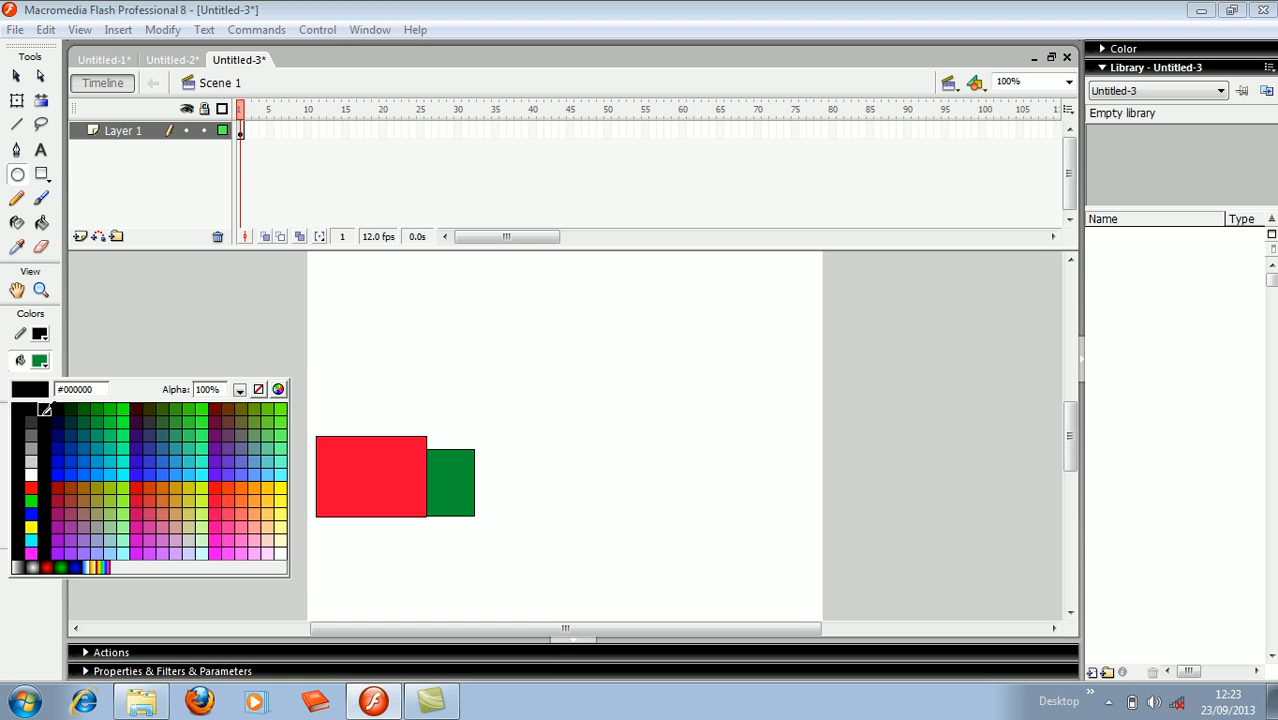 Macromedia Flash Professional 8 - [Untitled-3*]
File Edit View Insert Modify Text Commands Control Window Help
Tools
Untitled-1* Untitled-2* Untitled-3*
Color
Library - Untitled-3
Timeline Scene 1 100%
Untitled-3
1 5 10 15 20 25 30 35 40 45 50 55 60 65 70 75 80 85 90 95 100 1:
Empty library
Layer 1
Name Type
1 12.0 fps 0.0s
View
Colors
#000000 Alpha: 100%
Actions
Properties & Filters & Parameters
Desktop
12:23
23/09/2013